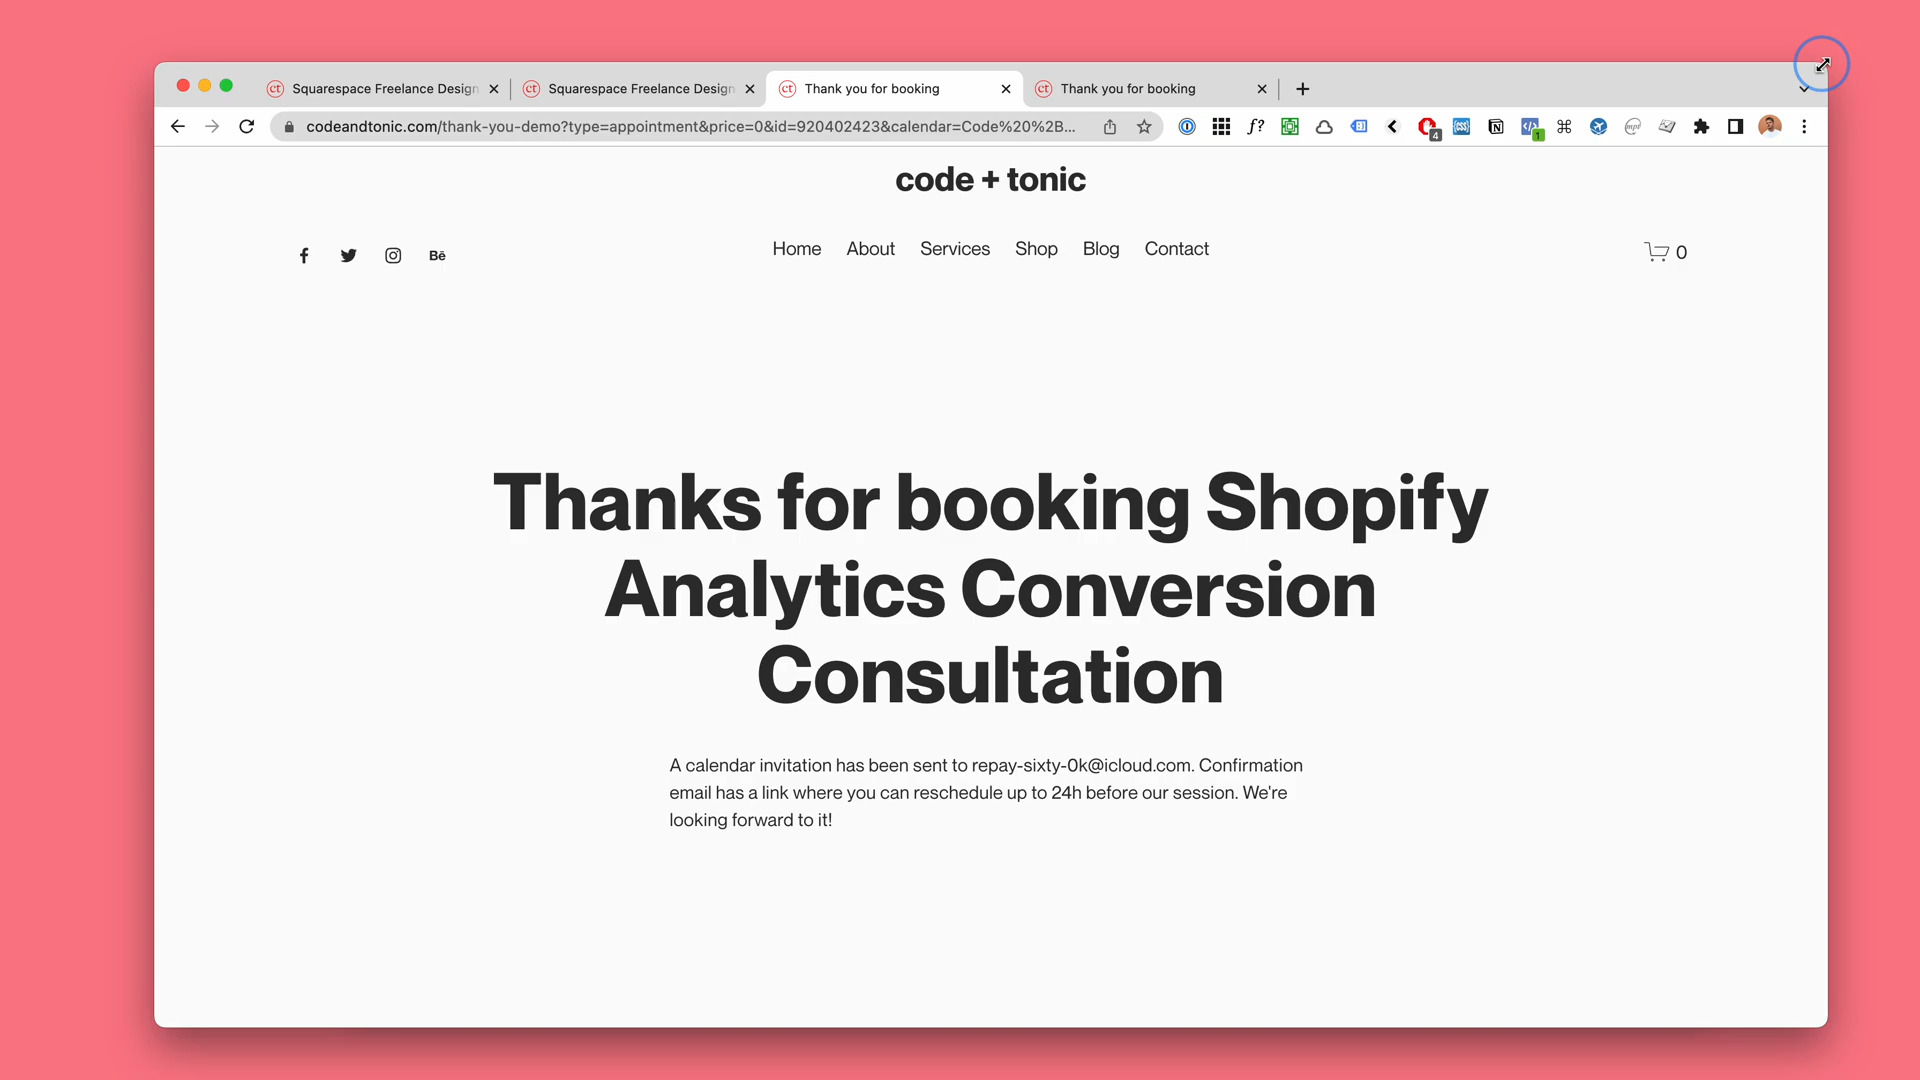 Squarespace Freelance Design
Squarespace Freelance Design
Thank you for booking
Thank you for booking
codeandtonic.com/thank-you-demo?type=appointment&price=0&id=920402423&calendar=Code%20%2B...
f?
4
CSS
N
1
mpt
code + tonic
Bē
Home About Services Shop Blog Contact
0
Thanks for booking Shopify
Analytics Conversion
Consultation
A calendar invitation has been sent to repay-sixty-0k@icloud.com. Confirmation
email has a link where you can reschedule up to 24h before our session. We're
looking forward to it!